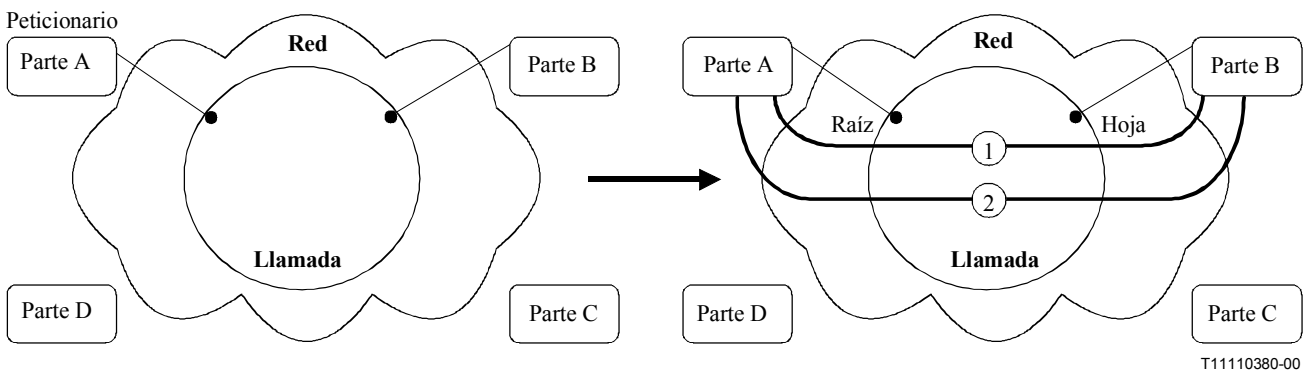 Peticionario
Parte A
Red
Parte B
Llamada
Parte D
Parte C
Parte A
Red
Parte B
Raíz
Hoja
1
2
Llamada
Parte D
Parte C
T11110380-00